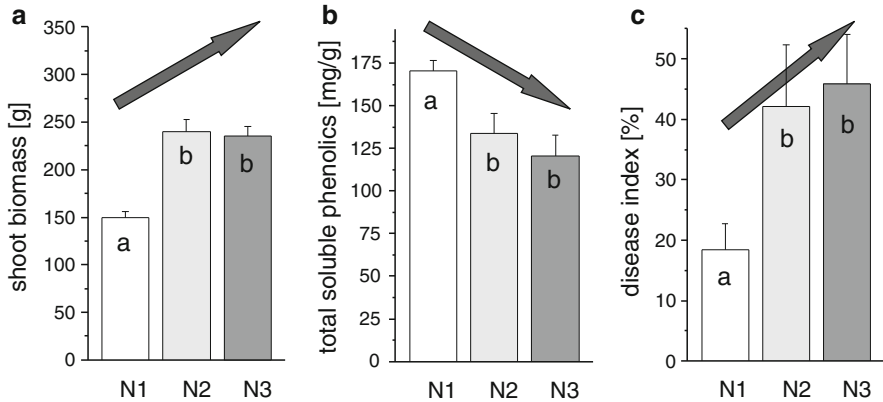 a
shoot biomass [g]
350
300
250
200
150
100
50
0
a
b
b
N1
N2
N3
b
total soluble phenolics [mg/g]
175
150
125
100
75
50
25
0
a
b
b
N1
N2
N3
c
disease index [%]
50
40
30
20
10
0
a
b
b
N1
N2
N3